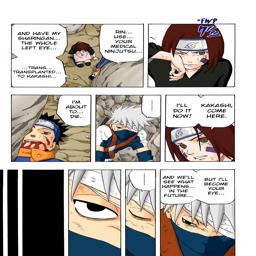 AND HAVE MY
SHARINGAN...
THE WHOLE
LEFT EYE...
...TRANS...
TRANSPLANTED
TO KAKASHI.
RIN...
USE...
YOUR
MEDICAL
NINJUTSU...
FWP
I'M
ABOUT
TO...
DIE.
...
KAKASHI,
COME
HERE.
I'LL
DO IT
NOW!
BUT I'LL
BECOME
YOUR
EYE...
AND WE'LL
SEE WHAT
HAPPENS...
IN THE
FUTURE...